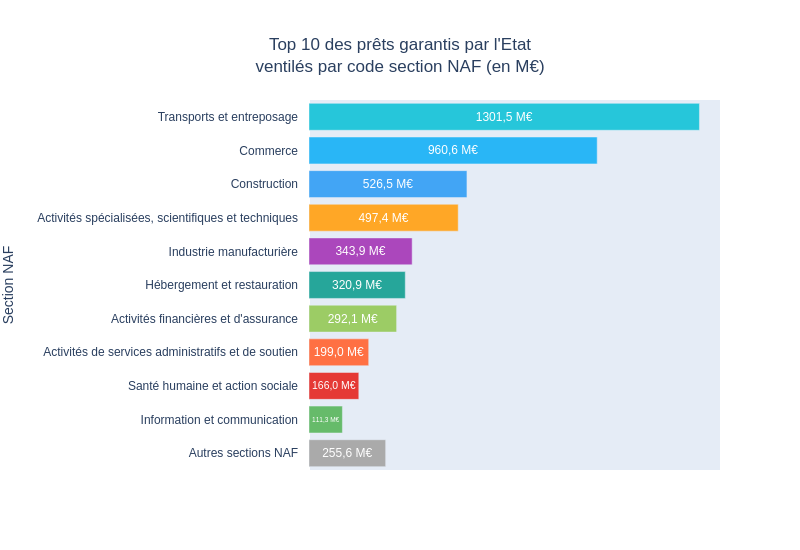 Top 10 des prêts garantis par l'Etat
ventilés par code section NAF (en M€)
Section NAF
Transports et entreposage 1301,5 M€
Commerce 960,6 M€
Construction 526,5 M€
Activités spécialisées, scientifiques et techniques 497,4 M€
Industrie manufacturière 343,9 M€
Hébergement et restauration 320,9 M€
Activités financières et d'assurance 292,1 M€
Activités de services administratifs et de soutien 199,0 M€
Santé humaine et action sociale 166,0 M€
Information et communication 111,3 M€
Autres sections NAF 255,6 M€